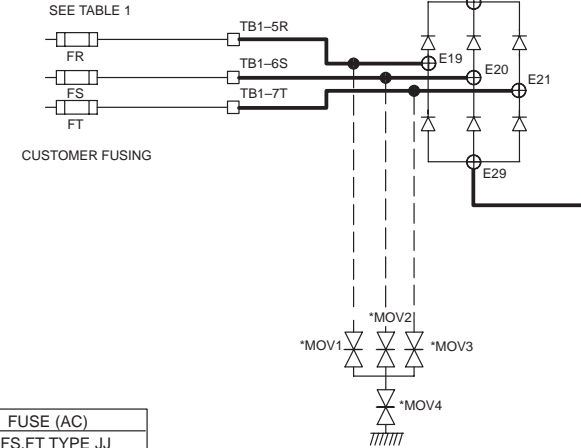 SEE TABLE 1
TB1–5R
FR
E19
TB1–6S
E20
FS
E21
TB1–7T
FT
CUSTOMER FUSING
E29
*MOV2
*MOV1
*MOV3
*MOV4
FUSE (AC)
FS,FT TYPE JJ